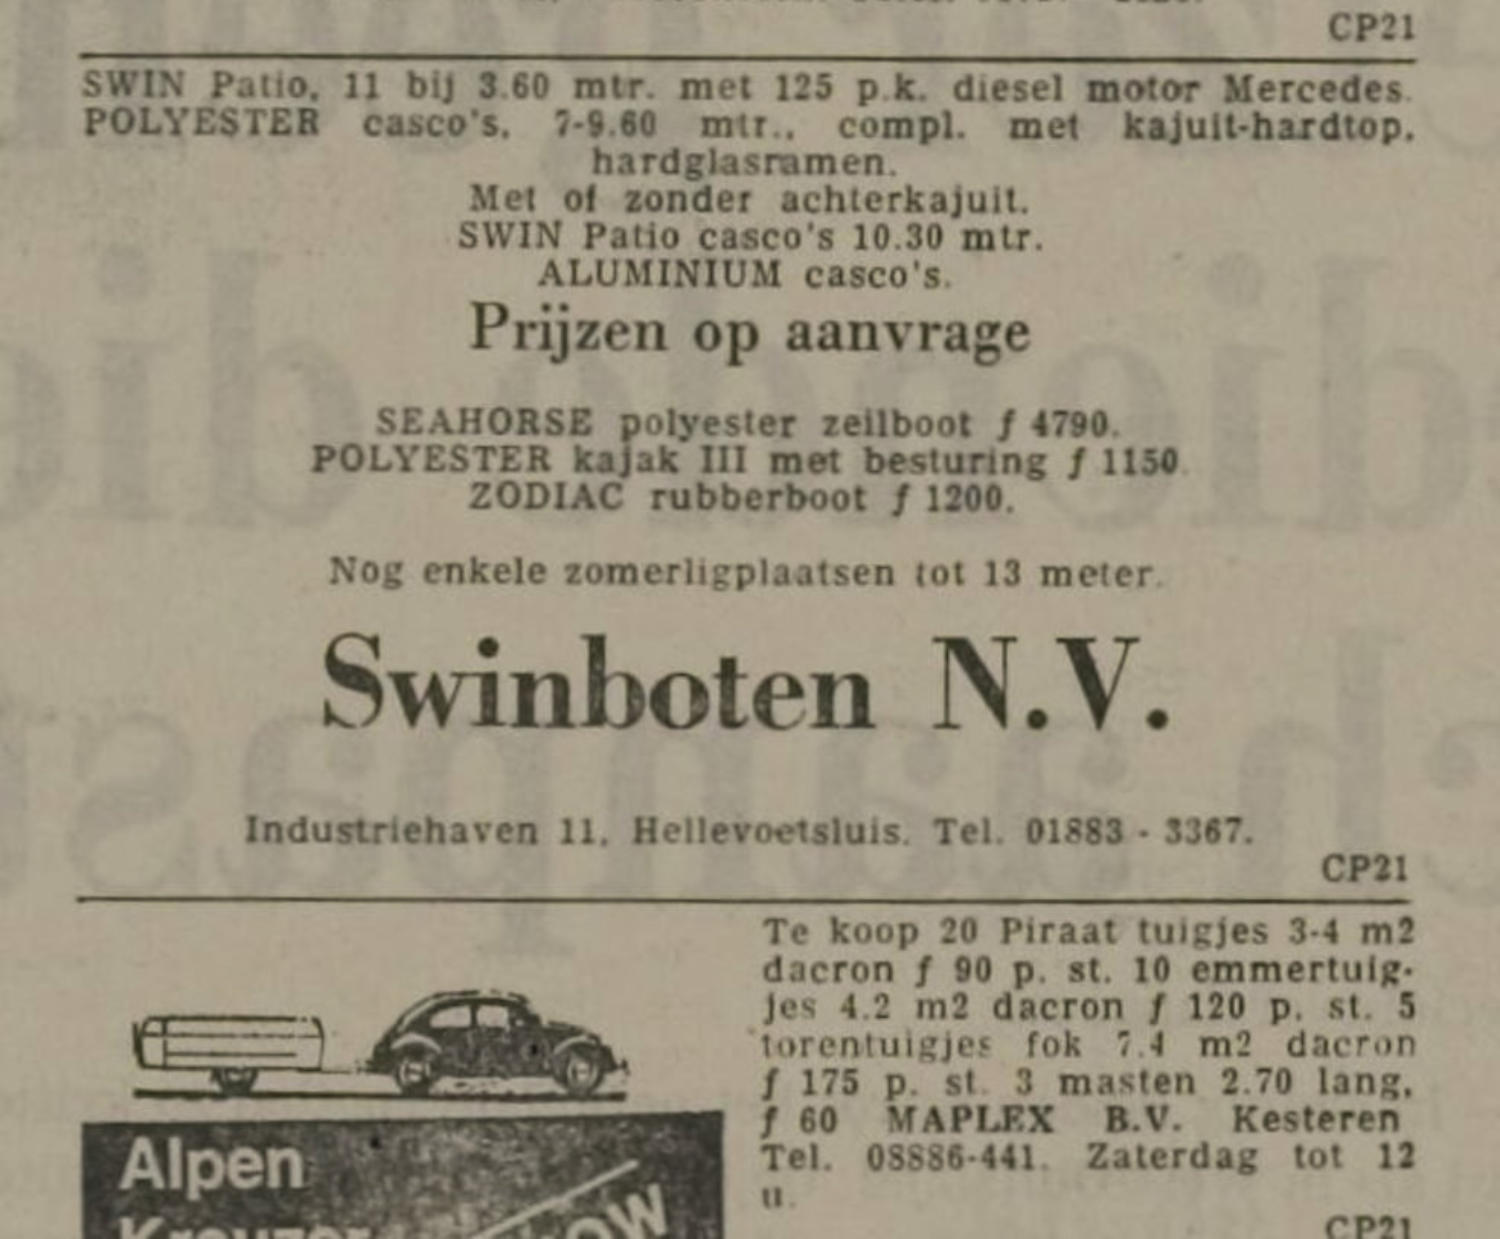 CP21
SWIN Patio, 11 bij 3.60 mtr. met 125 p.k. diesel motor Mercedes.
POLYESTER casco's, 7-9.60 mtr., compl. met kajuit-hardtop,
hardglasramen.
Met of zonder achterkajuit.
SWIN Patio casco's 10.30 mtr.
ALUMINIUM casco's.
Prijzen op aanvrage
SEAHORSE polyester zeilboot f 4790.
POLYESTER kajak III met besturing f 1150.
ZODIAC rubberboot f 1200.
Nog enkele zomerligplaatsen tot 13 meter.
Swinboten N.V.
Industriehaven 11, Hellevoetsluis. Tel. 01883 - 3367.
CP21
Te koop 20 Piraat tuigjes 3-4 m2
dacron f 90 p. st. 10 emmertuig-
jes 4.2 m2 dacron f 120 p. st. 5
torentuigjes fok 7.4 m2 dacron
f 175 p. st. 3 masten 2.70 lang,
f 60 MAPLEX B.V. Kesteren
Tel. 08886-441. Zaterdag tot 12
u.
CP21
Alpen
Kreuzer